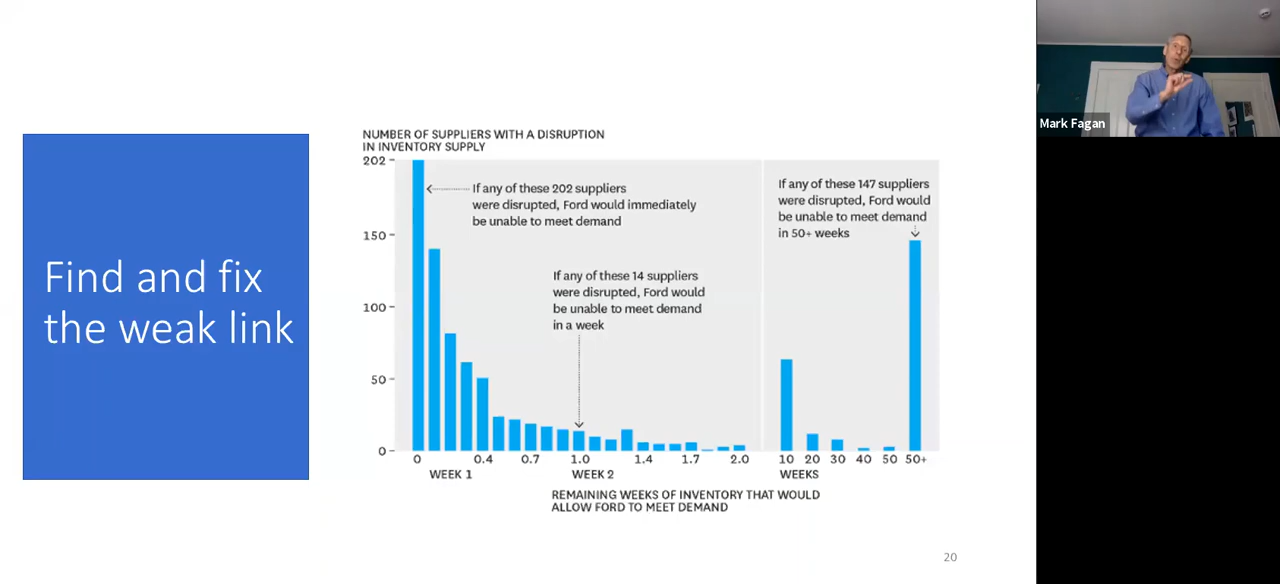 Find and fix
the weak link
NUMBER OF SUPPLIERS WITH A DISRUPTION
IN INVENTORY SUPPLY
202
150
100
50
0
If any of these 202 suppliers
were disrupted, Ford would immediately
be unable to meet demand
If any of these 14 suppliers
were disrupted, Ford would
be unable to meet demand
in a week
If any of these 147 suppliers
were disrupted, Ford would
be unable to meet demand
in 50+ weeks
0 0.4 0.7 1.0 1.4 1.7 2.0 10 20 30 40 50 50+
WEEK 1 WEEK 2 WEEKS
REMAINING WEEKS OF INVENTORY THAT WOULD
ALLOW FORD TO MEET DEMAND
20
Mark Fagan